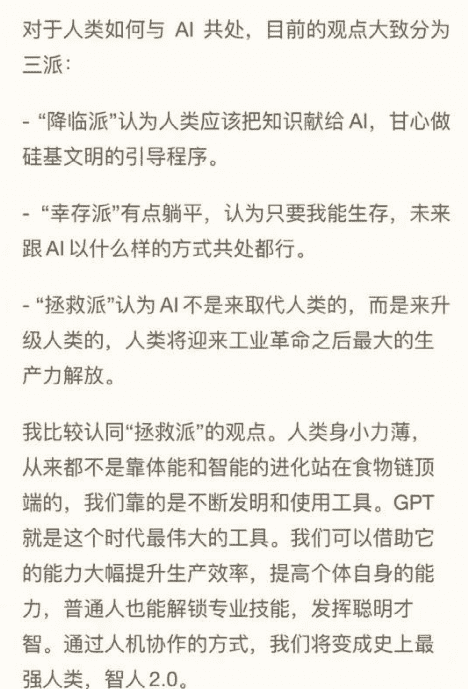 对于人类如何与 AI 共处，目前的观点大致分为
三派：
- “降临派”认为人类应该把知识献给 AI，甘心做
硅基文明的引导程序。
- “幸存派”有点躺平，认为只要我能生存，未来
跟 AI 以什么样的方式共处都行。
- “拯救派”认为 AI 不是来取代人类的，而是来升
级人类的，人类将迎来工业革命之后最大的生
产力解放。
我比较认同“拯救派”的观点。人类身小力薄，
从来都不是靠体能和智能的进化站在食物链顶
端的，我们靠的是不断发明和使用工具。GPT
就是这个时代最伟大的工具。我们可以借助它
的能力大幅提升生产效率，提高个体自身的能
力，普通人也能解锁专业技能，发挥聪明才
智。通过人机协作的方式，我们将变成史上最
强人类，智人2.0。